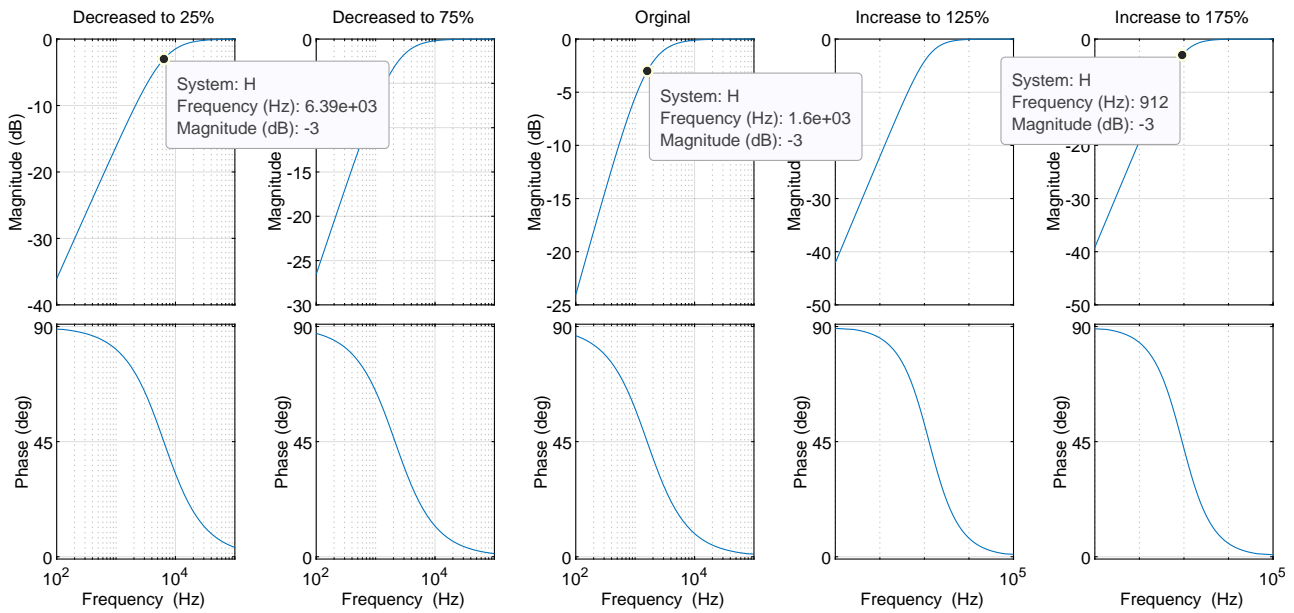 Decreased to 25%
Decreased to 75%
Orginal
Increase to 125%
Increase to 175%
Magnitude (dB)
0
-10
-20
-30
-40
System: H
Frequency (Hz): 6.39e+03
Magnitude (dB): -3
0
-15
-20
-25
-30
Magnitude (dB)
0
-5
-10
-15
-20
-25
System: H
Frequency (Hz): 1.6e+03
Magnitude (dB): -3
Magnitude
0
-10
-30
-40
-50
System: H
Frequency (Hz): 912
Magnitude (dB): -3
Magnitude
0
-20
-30
-40
-50
Phase (deg)
90
45
0
10^2
10^4
Frequency (Hz)
Phase (deg)
90
45
0
10^2
10^4
Frequency (Hz)
Phase (deg)
90
45
0
10^2
10^4
Frequency (Hz)
Phase (deg)
90
45
0
10^5
Frequency (Hz)
Phase (deg)
90
45
0
10^5
Frequency (Hz)